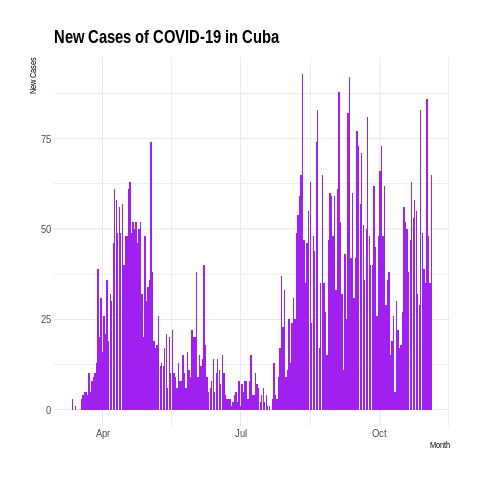 New Cases of COVID-19 in Cuba
New Cases
75
50
25
0
Apr
Jul
Oct
Month